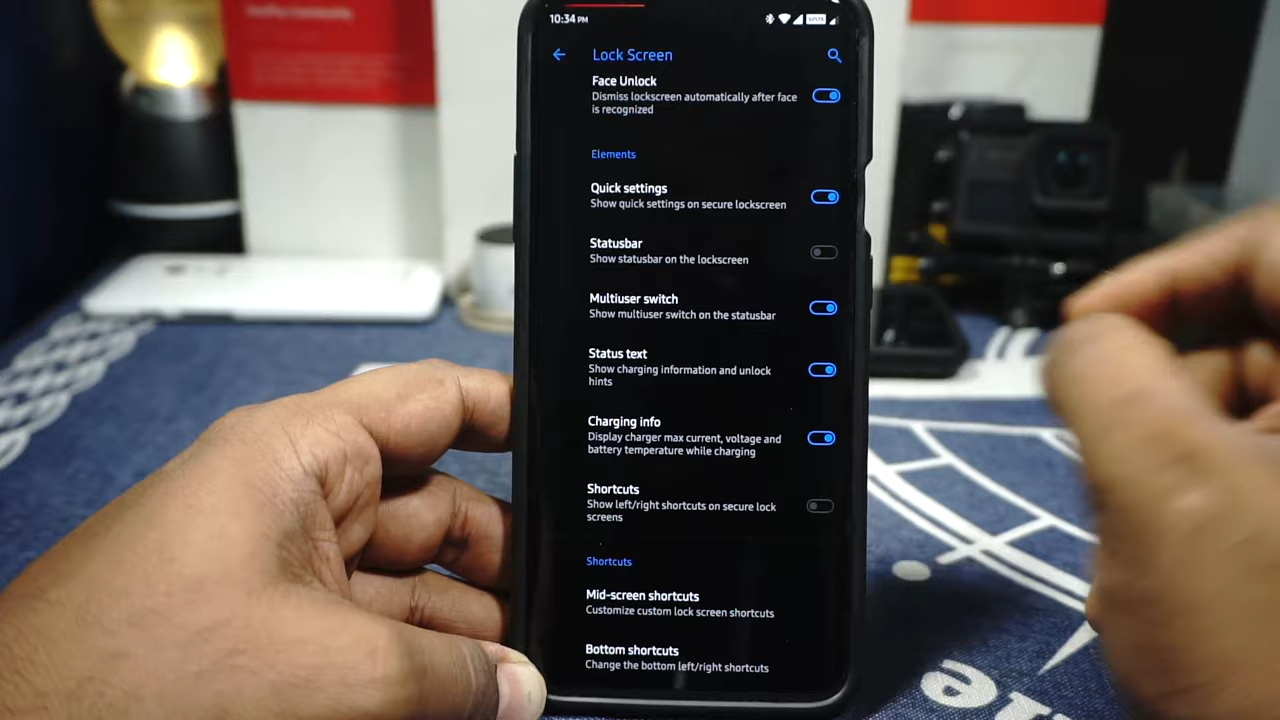 10:34 PM
Lock Screen
Face Unlock
Dismiss lockscreen automatically after face
is recognized
Elements
Quick settings
Show quick settings on secure lockscreen
Statusbar
Show statusbar on the lockscreen
Multiuser switch
Show multiuser switch on the statusbar
Status text
Show charging information and unlock
hints
Charging info
Display charger max current, voltage and
battery temperature while charging
Shortcuts
Show left/right shortcuts on secure lock
screens
Shortcuts
Mid-screen shortcuts
Customize custom lock screen shortcuts
Bottom shortcuts
Change the bottom left/right shortcuts